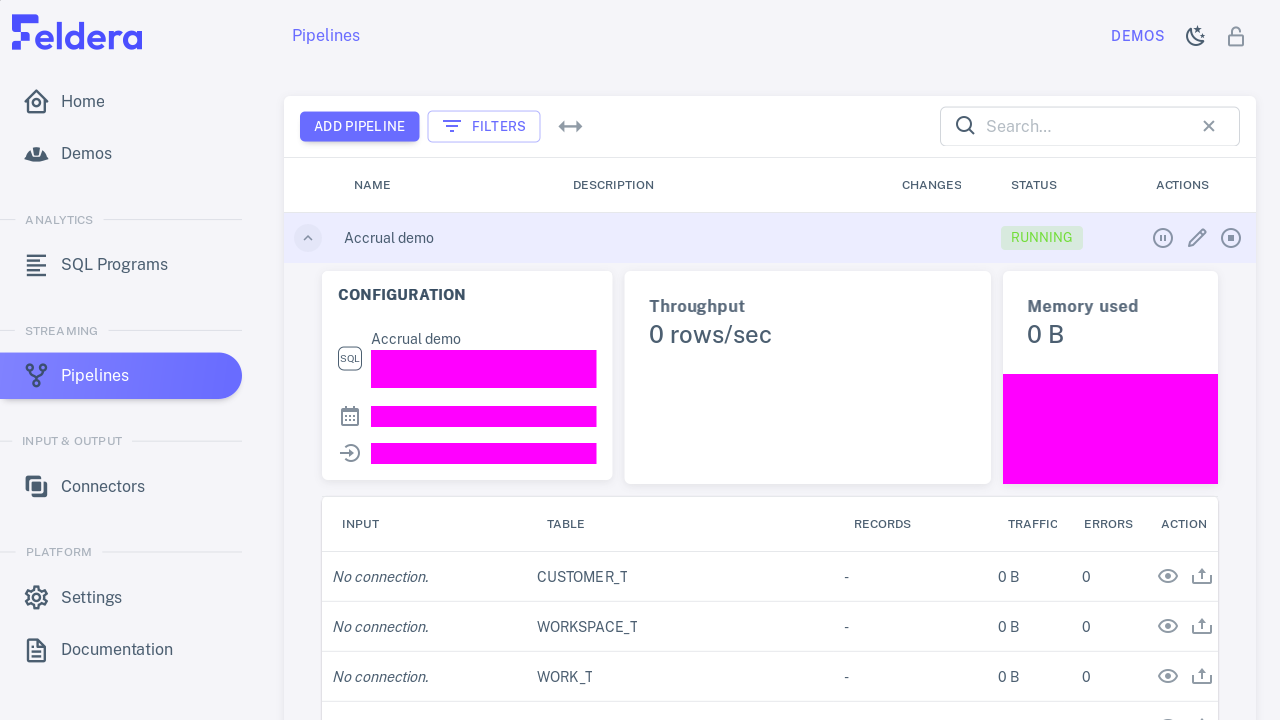 Feldera
Pipelines
DEMOS
Home
Demos
ANALYTICS
SQL Programs
STREAMING
Pipelines
INPUT & OUTPUT
Connectors
PLATFORM
Settings
Documentation
ADD PIPELINE
FILTERS
Search...
NAME
DESCRIPTION
CHANGES
STATUS
ACTIONS
Accrual demo
RUNNING
CONFIGURATION
SQL
Accrual demo
Throughput
0 rows/sec
Memory used
0 B
INPUT
TABLE
RECORDS
TRAFFIC
ERRORS
ACTION
No connection.
CUSTOMER_T
-
0 B
0
No connection.
WORKSPACE_T
-
0 B
0
No connection.
WORK_T
-
0 B
0